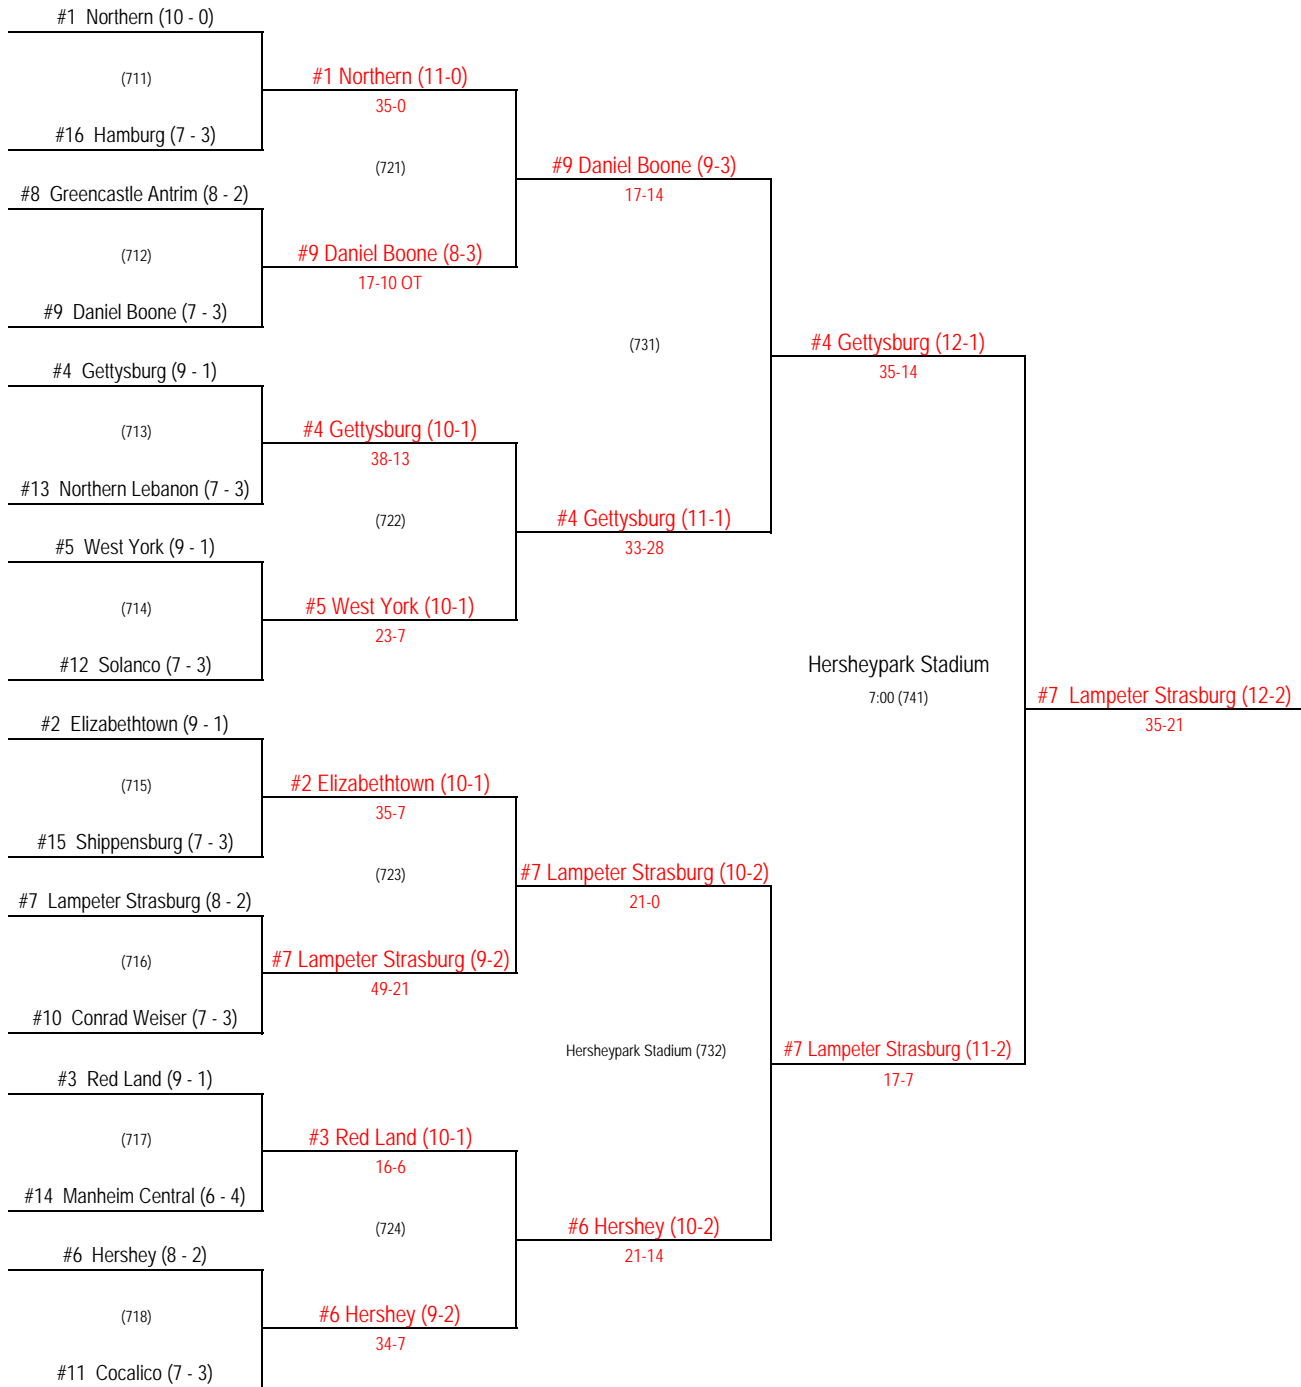 #1  Northern (10 - 0)
(711)
#1 Northern (11-0)
35-0
#16  Hamburg (7 - 3)
(721)
#9 Daniel Boone (9-3)
17-14
#8  Greencastle Antrim (8 - 2)
(712)
#9 Daniel Boone (8-3)
17-10 OT
#9  Daniel Boone (7 - 3)
(731)
#4 Gettysburg (12-1)
35-14
#4  Gettysburg (9 - 1)
(713)
#4 Gettysburg (10-1)
38-13
#13  Northern Lebanon (7 - 3)
(722)
#4 Gettysburg (11-1)
33-28
#5  West York (9 - 1)
(714)
#5 West York (10-1)
23-7
#12  Solanco (7 - 3)
Hersheypark Stadium
7:00 (741)
#7  Lampeter Strasburg (12-2)
35-21
#2  Elizabethtown (9 - 1)
(715)
#2 Elizabethtown (10-1)
35-7
#15  Shippensburg (7 - 3)
(723)
#7 Lampeter Strasburg (10-2)
21-0
#7  Lampeter Strasburg (8 - 2)
(716)
#7 Lampeter Strasburg (9-2)
49-21
#10  Conrad Weiser (7 - 3)
Hersheypark Stadium (732)
#7 Lampeter Strasburg (11-2)
17-7
#3  Red Land (9 - 1)
(717)
#3 Red Land (10-1)
16-6
#14  Manheim Central (6 - 4)
(724)
#6 Hershey (10-2)
21-14
#6  Hershey (8 - 2)
(718)
#6 Hershey (9-2)
34-7
#11  Cocalico (7 - 3)